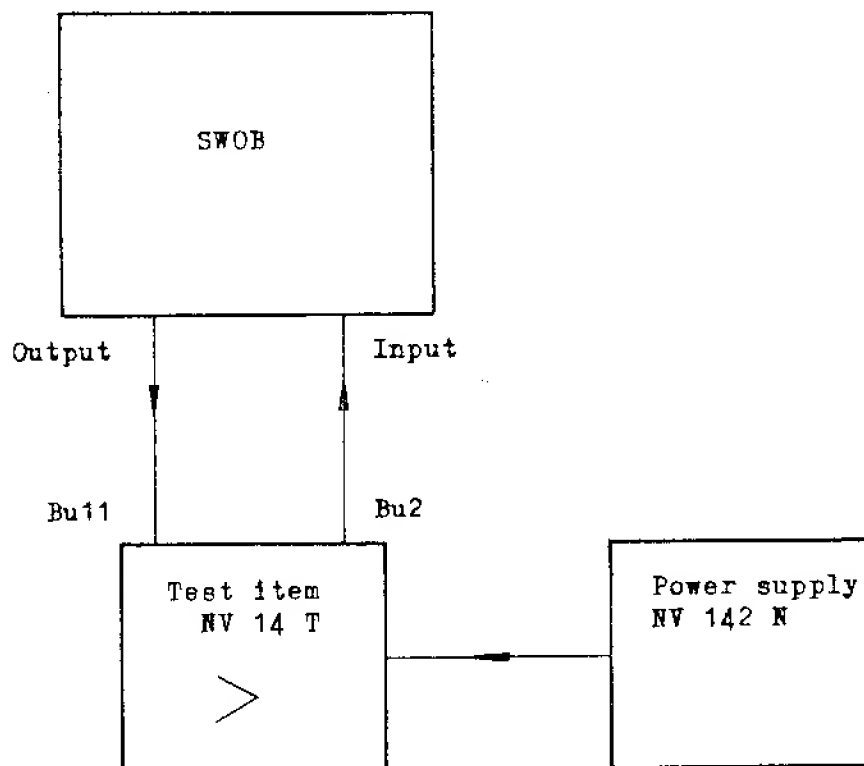 SWOB
Output
Input
Bu11
Bu2
Test item
NV 14 T
>
Power supply
NV 142 N